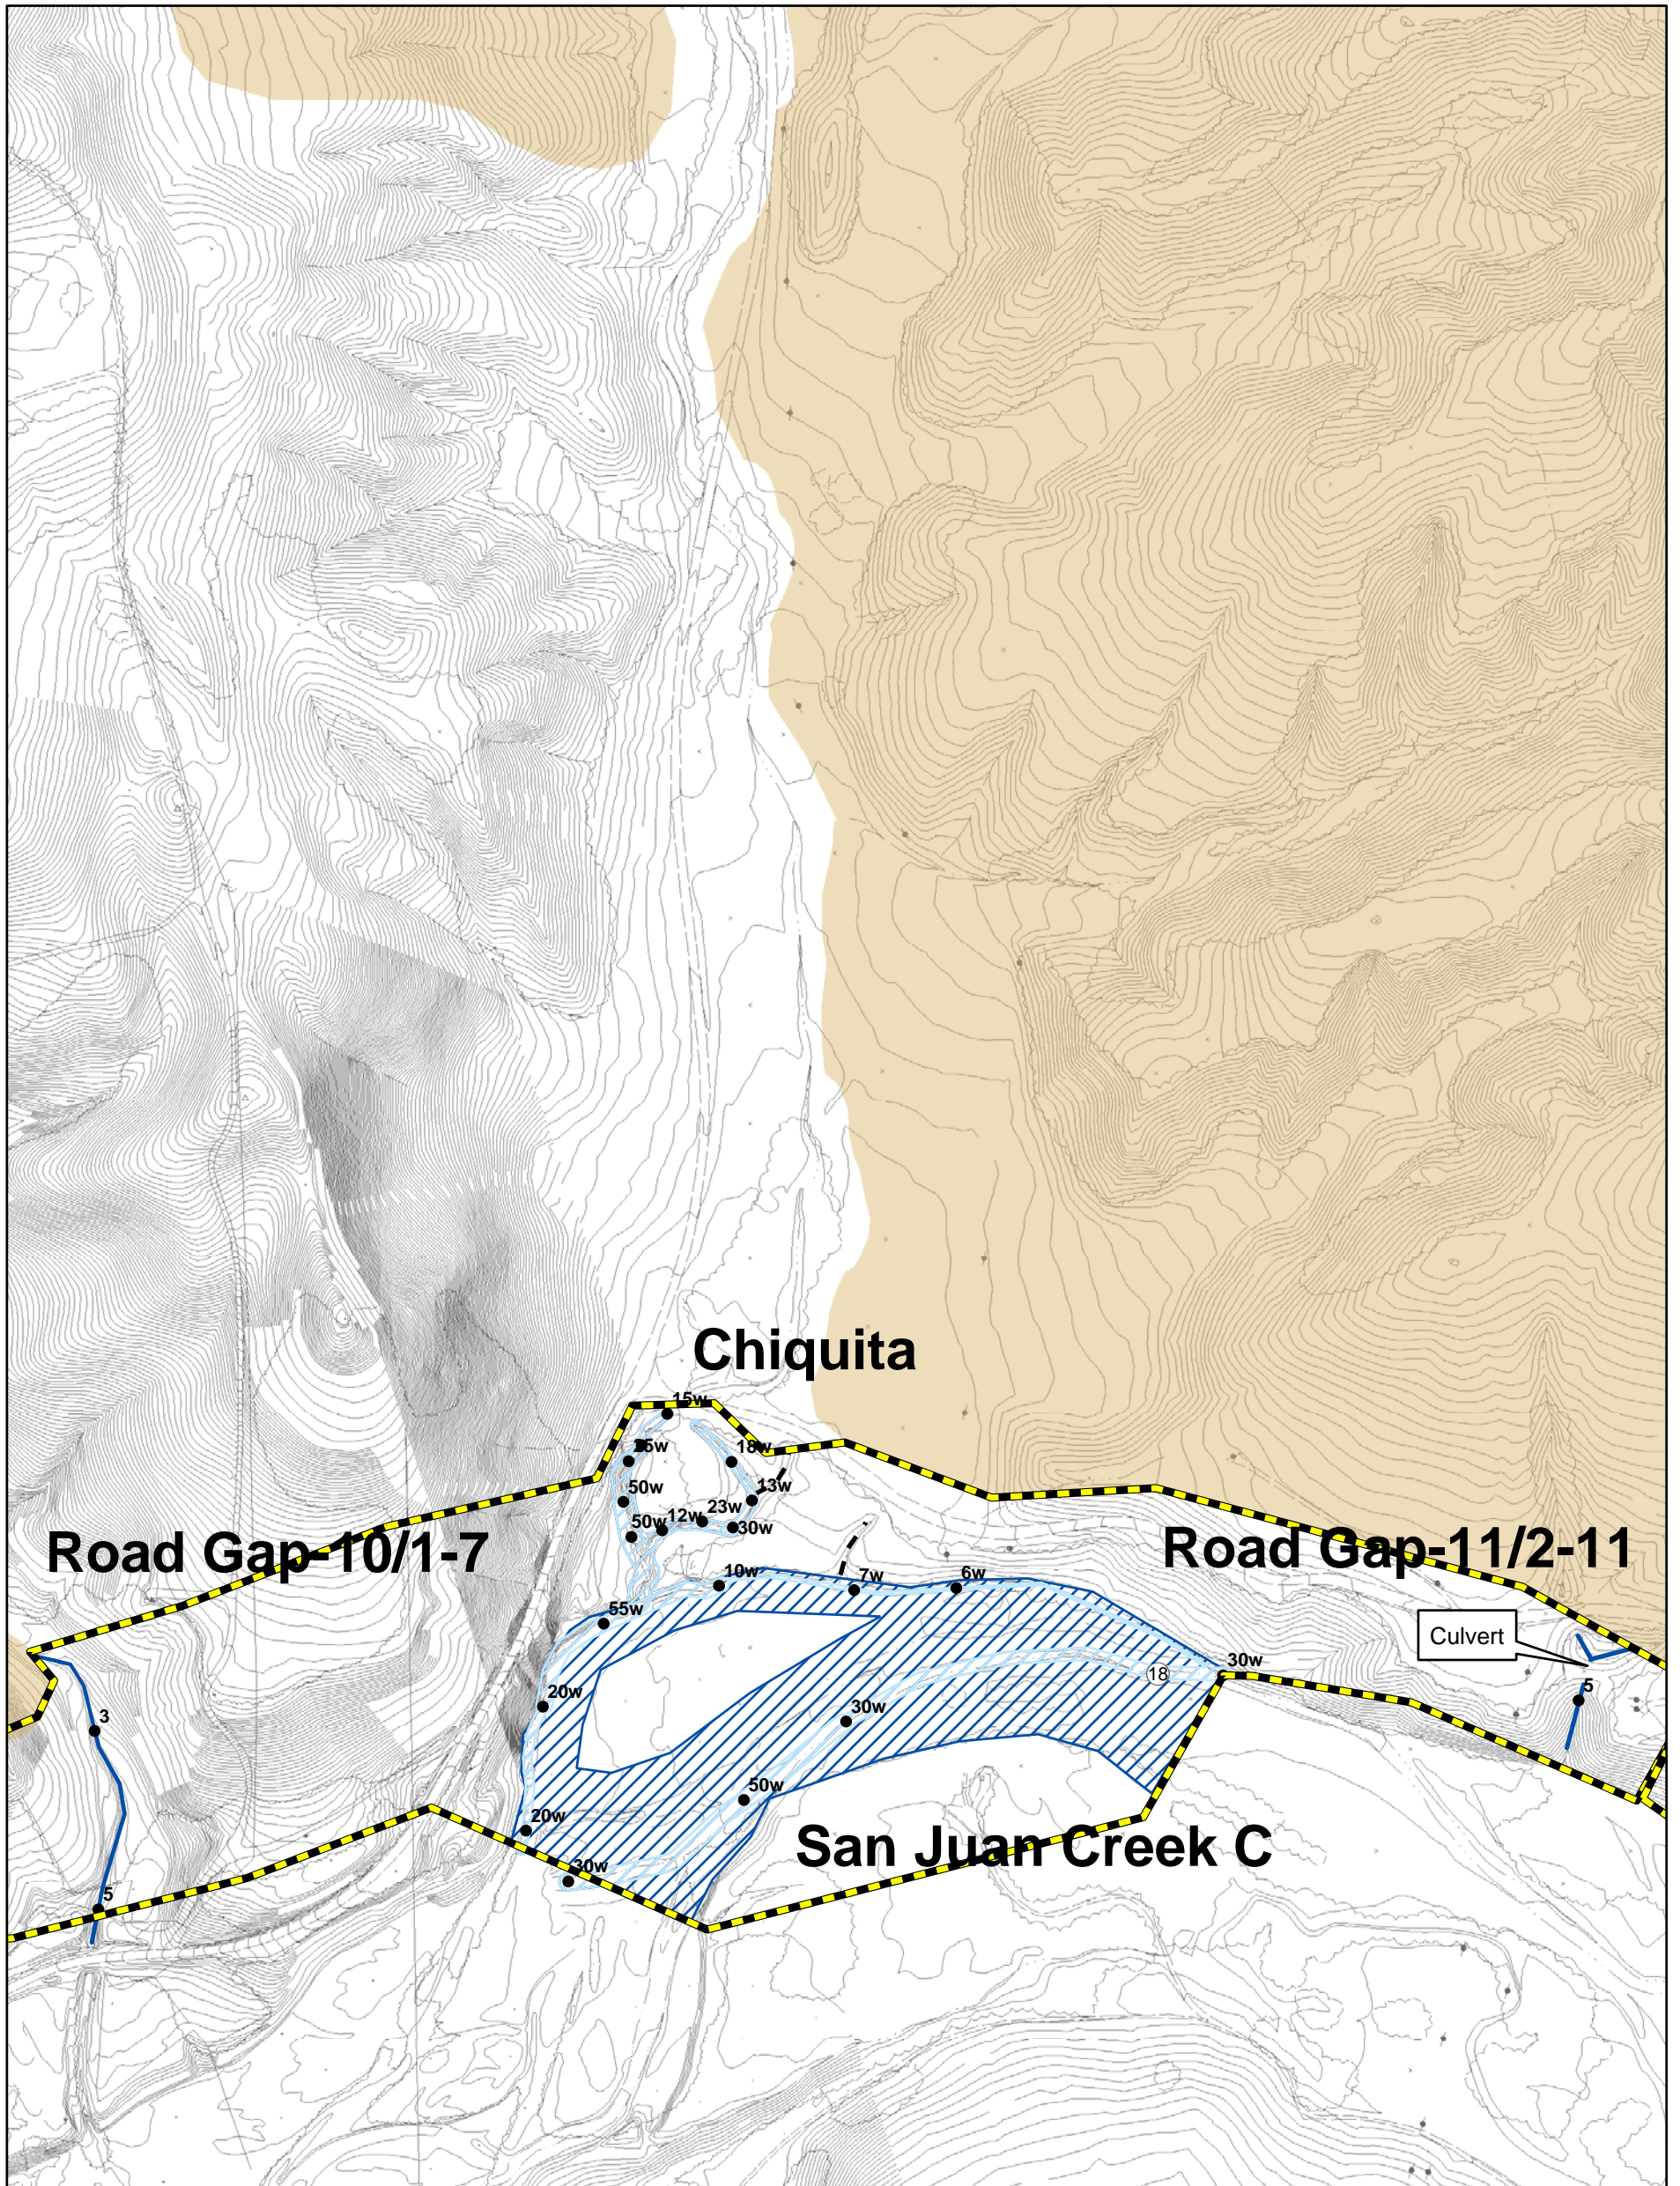 Chiquita
15w
25w
18w
50w
13w
50w
12w
23w
30w
Road Gap-10/1-7
Road Gap-11/2-11
10w
7w
6w
55w
Culvert
30w
18
5
20w
3
30w
50w
20w
San Juan Creek C
30w
5